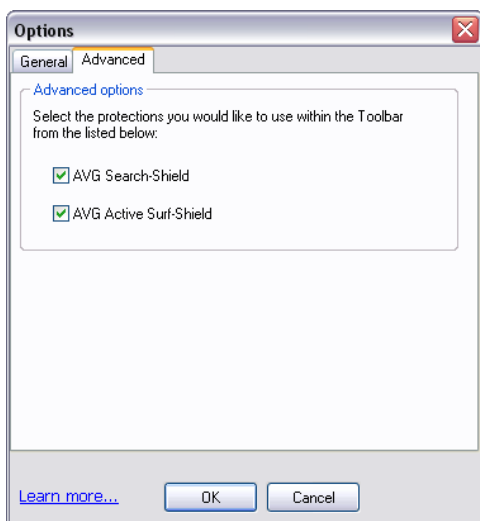 Options
General
Advanced
Advanced options
Select the protections you would like to use within the Toolbar
from the listed below:
AVG Search-Shield
AVG Active Surf-Shield
Learn more...
OK
Cancel